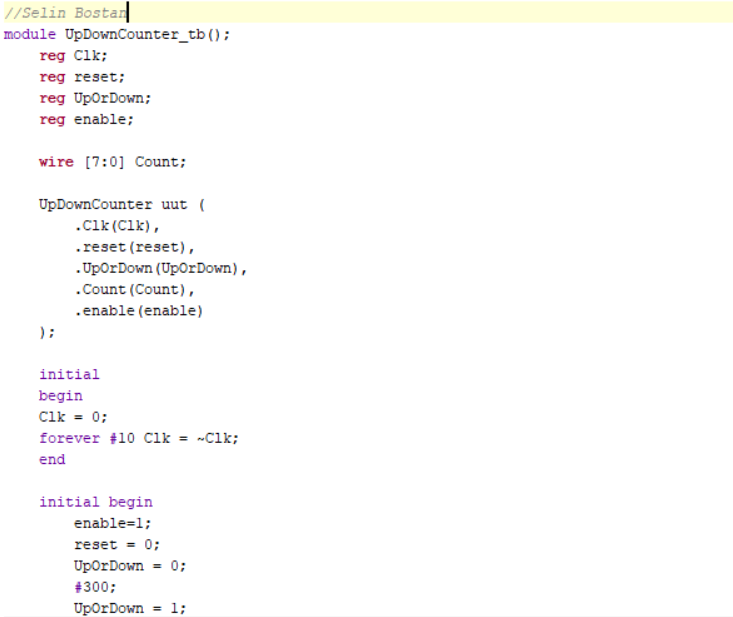 //Selin Bostan
module UpDownCounter_tb();
reg Clk;
reg reset;
reg UpOrDown;
reg enable;
wire [7:0] Count;
UpDownCounter uut (
.Clk(Clk),
.reset(reset),
.UpOrDown(UpOrDown),
.Count(Count),
.enable(enable)
);
initial
begin
Clk = 0;
forever #10 Clk = ~Clk;
end
initial begin
enable=1;
reset = 0;
UpOrDown = 0;
#300;
UpOrDown = 1;